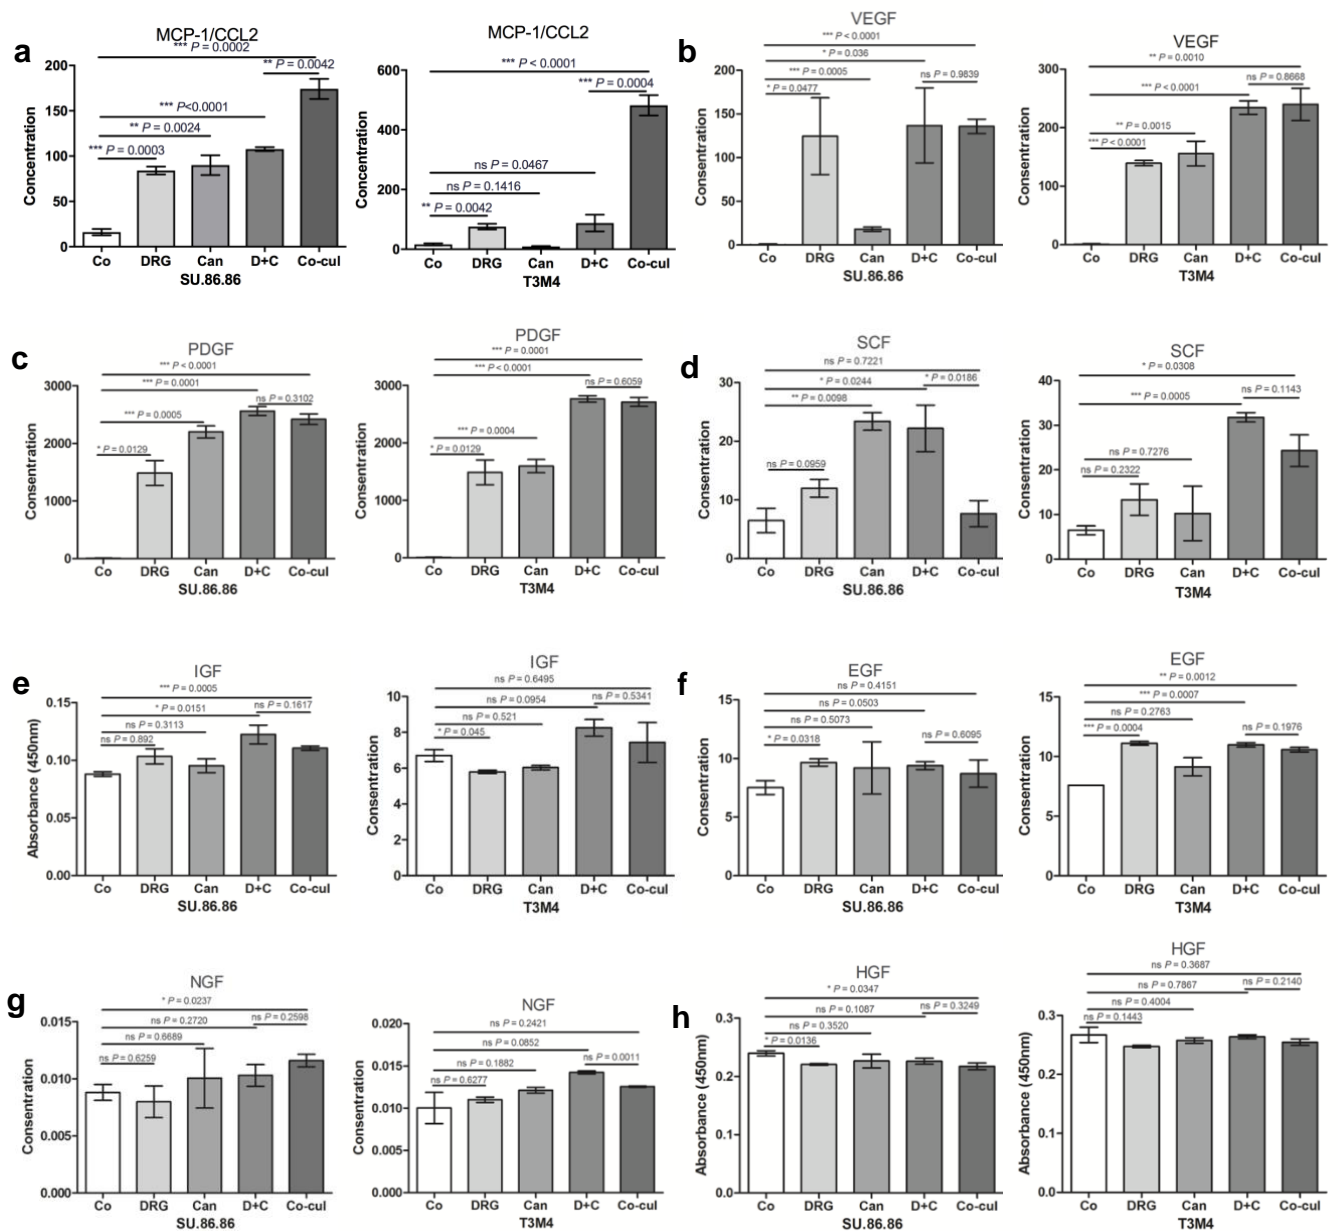 a
MCP-1/CCL2
*** P = 0.0002
** P = 0.0042
*** P<0.0001
** P = 0.0024
*** P = 0.0003
Concentration
200
150
100
50
0
Co DRG Can D+C Co-cul
SU.86.86
MCP-1/CCL2
*** P < 0.0001
*** P = 0.0004
ns P = 0.0467
ns P = 0.1416
** P = 0.0042
Concentration
600
400
200
0
Co DRG Can D+C Co-cul
T3M4
b
VEGF
*** P < 0.0001
* P = 0.036
ns P = 0.9839
*** P = 0.0005
* P = 0.0477
Consentration
200
150
100
50
0
Co DRG Can D+C Co-cul
SU.86.86
VEGF
** P = 0.0010
ns P = 0.8668
*** P < 0.0001
** P = 0.0015
*** P < 0.0001
Consentration
300
200
100
0
Co DRG Can D+C Co-cul
T3M4
c
PDGF
*** P < 0.0001
*** P = 0.0001
ns P = 0.3102
*** P = 0.0005
* P = 0.0129
Consentration
3000
2000
1000
0
Co DRG Can D+C Co-cul
SU.86.86
PDGF
*** P = 0.0001
*** P < 0.0001
ns P = 0.6059
*** P = 0.0004
* P = 0.0129
Consentration
3000
2000
1000
0
Co DRG Can D+C Co-cul
T3M4
d
SCF
ns P = 0.7221
* P = 0.0244
* P = 0.0186
** P = 0.0098
ns P = 0.0959
Consentration
30
20
10
0
Co DRG Can D+C Co-cul
SU.86.86
SCF
* P = 0.0308
ns P = 0.1143
*** P = 0.0005
ns P = 0.7276
ns P = 0.2322
Consentration
40
30
20
10
0
Co DRG Can D+C Co-cul
T3M4
e
IGF
*** P = 0.0005
* P = 0.0151
ns P = 0.1617
ns P = 0.3113
ns P = 0.892
Absorbance (450nm)
0.15
0.10
0.05
0.00
Co DRG Can D+C Co-cul
SU.86.86
IGF
ns P = 0.6495
ns P = 0.0954
ns P = 0.5341
ns P = 0.521
* P = 0.045
Consentration
10
8
6
4
2
0
Co DRG Can D+C Co-cul
T3M4
f
EGF
ns P = 0.4151
ns P = 0.0503
ns P = 0.6095
ns P = 0.5073
* P = 0.0318
Consentration
15
10
5
0
Co DRG Can D+C Co-cul
SU.86.86
EGF
** P = 0.0012
*** P = 0.0007
ns P = 0.1976
ns P = 0.2763
*** P = 0.0004
Consentration
15
10
5
0
Co DRG Can D+C Co-cul
T3M4
g
NGF
* P = 0.0237
ns P = 0.2720
ns P = 0.2598
ns P = 0.6689
ns P = 0.6259
Consentration
0.015
0.010
0.005
0.000
Co DRG Can D+C Co-cul
SU.86.86
NGF
ns P = 0.2421
ns P = 0.0852
ns P = 0.0011
ns P = 0.1882
ns P = 0.6277
Consentration
0.020
0.015
0.010
0.005
0.000
Co DRG Can D+C Co-cul
T3M4
h
HGF
* P = 0.0347
ns P = 0.1087
ns P = 0.3249
ns P = 0.3520
* P = 0.0136
Absorbance (450nm)
0.3
0.2
0.1
0.0
Co DRG Can D+C Co-cul
SU.86.86
HGF
ns P = 0.3687
ns P = 0.7867
ns P = 0.2140
ns P = 0.4004
ns P = 0.1443
Absorbance (450nm)
0.3
0.2
0.1
0.0
Co DRG Can D+C Co-cul
T3M4